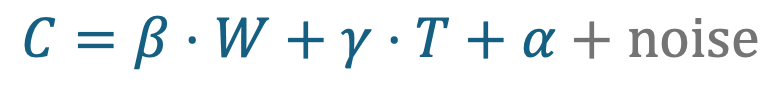 C = β · W + γ · T + α + noise